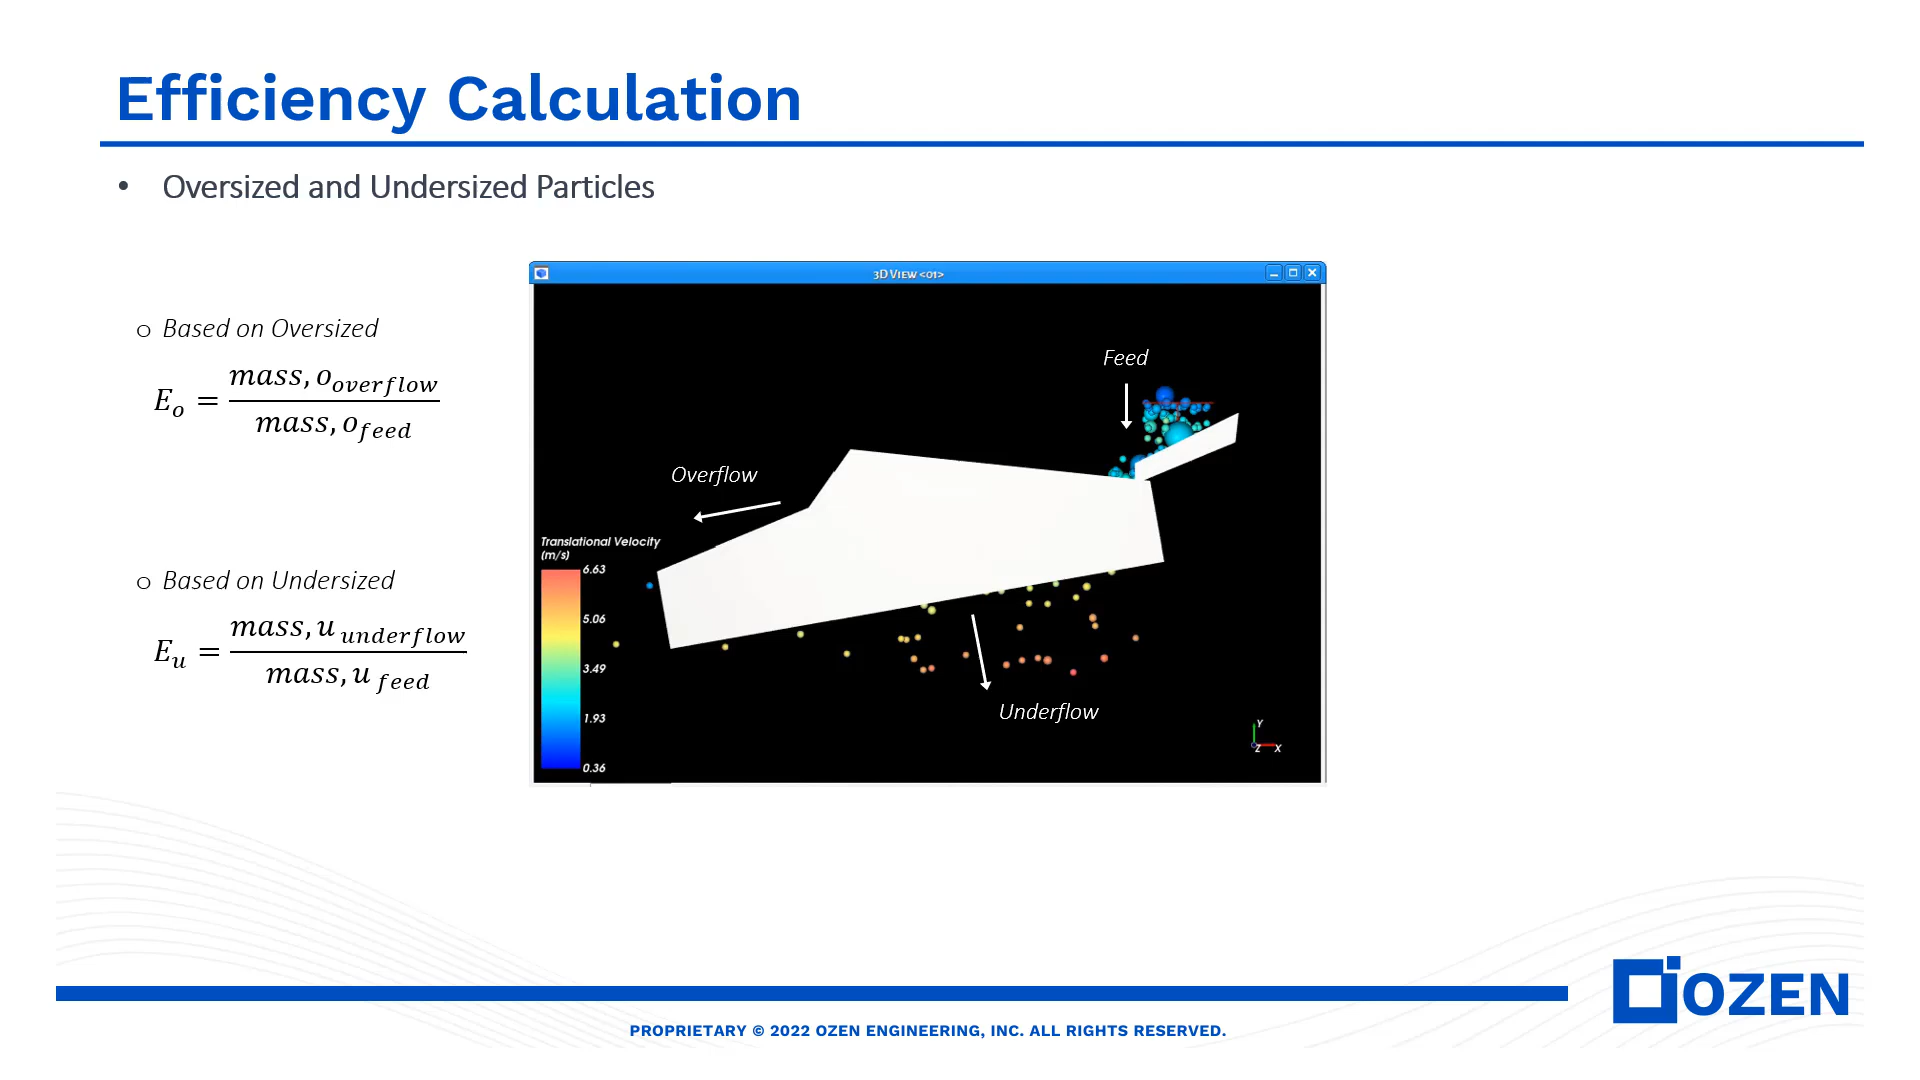 Efficiency Calculation
• Oversized and Undersized Particles
o Based on Oversized
E_o = mass, o_overflow / mass, o_feed
o Based on Undersized
E_u = mass, u_underflow / mass, u_feed
3D View <01>
Feed
Overflow
Translational Velocity
(m/s)
6.63
5.06
3.49
1.93
0.36
Underflow
Y
Z X
OZEN
PROPRIETARY © 2022 OZEN ENGINEERING, INC. ALL RIGHTS RESERVED.